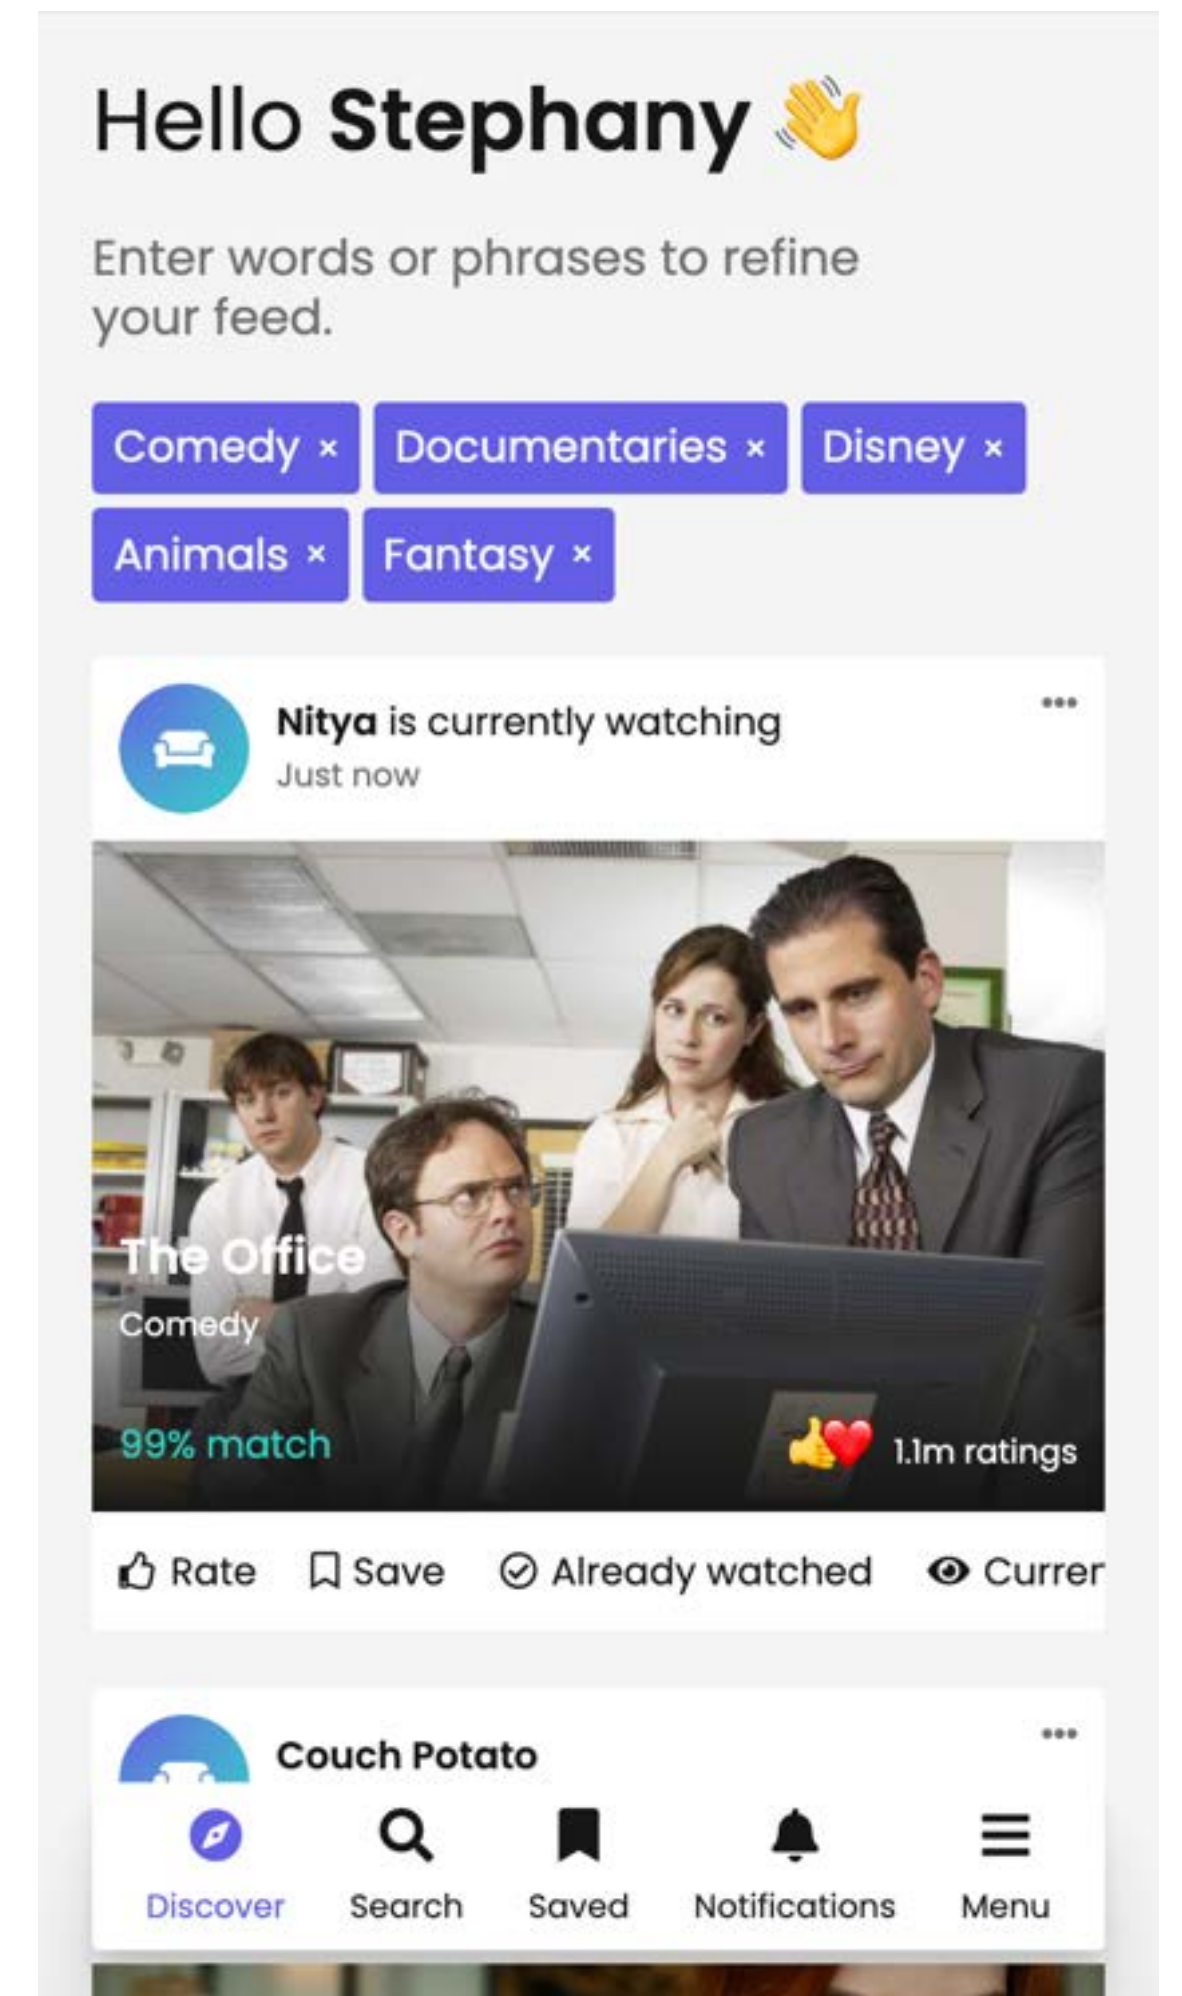 Hello Stephany 👋
Enter words or phrases to refine
your feed.
Comedy × Documentaries × Disney ×
Animals × Fantasy ×
Nitya is currently watching
Just now
The Office
Comedy
99% match
1.1m ratings
Rate Save Already watched Curren
Couch Potato
Discover Search Saved Notifications Menu